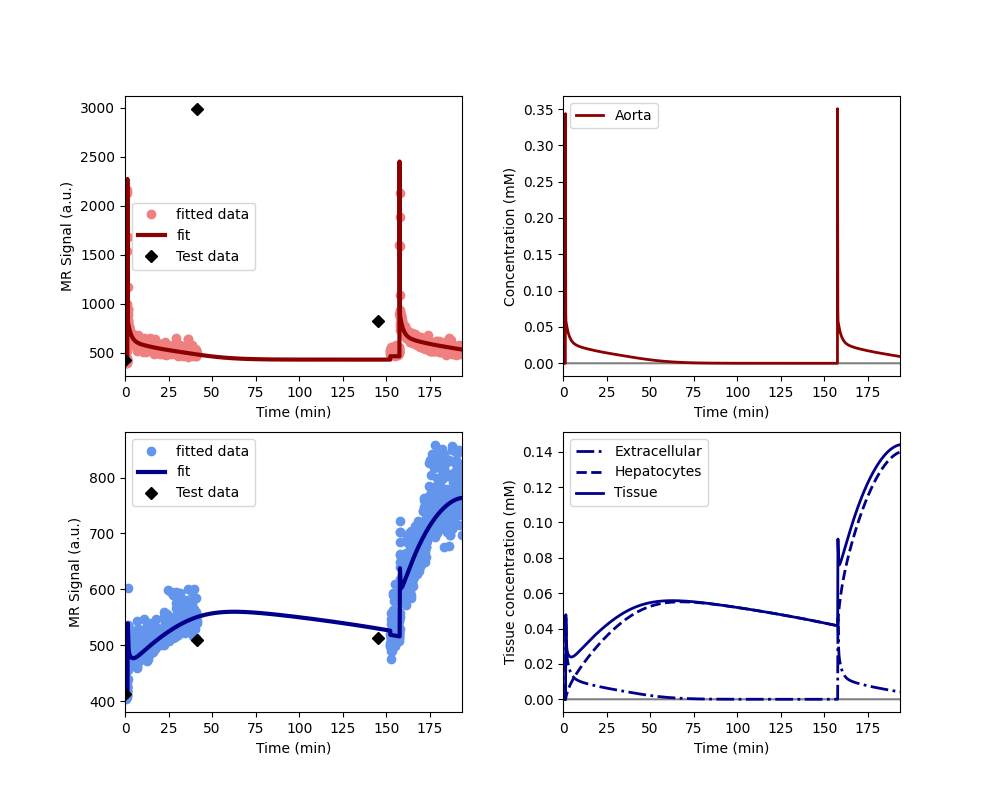 3000
2500
2000
1500
1000
500
MR Signal (a.u.)
fitted data
fit
Test data
0 25 50 75 100 125 150 175
Time (min)
0.35
0.30
0.25
0.20
0.15
0.10
0.05
0.00
Concentration (mM)
Aorta
0 25 50 75 100 125 150 175
Time (min)
800
700
600
500
400
MR Signal (a.u.)
fitted data
fit
Test data
0 25 50 75 100 125 150 175
Time (min)
0.14
0.12
0.10
0.08
0.06
0.04
0.02
0.00
Tissue concentration (mM)
Extracellular
Hepatocytes
Tissue
0 25 50 75 100 125 150 175
Time (min)